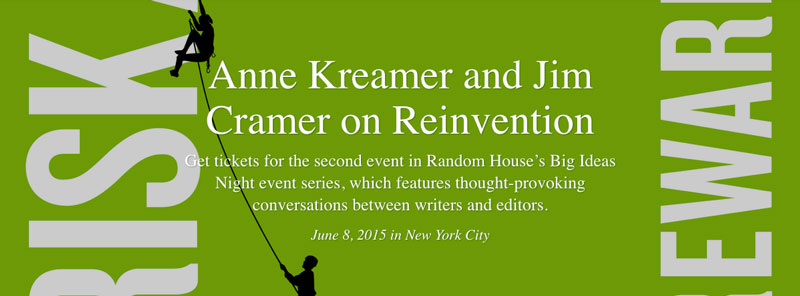 RISK/
Anne Kreamer and Jim
Cramer on Reinvention
Get tickets for the second event in Random House’s Big Ideas
Night event series, which features thought-provoking
conversations between writers and editors.
June 8, 2015 in New York City
REWAR